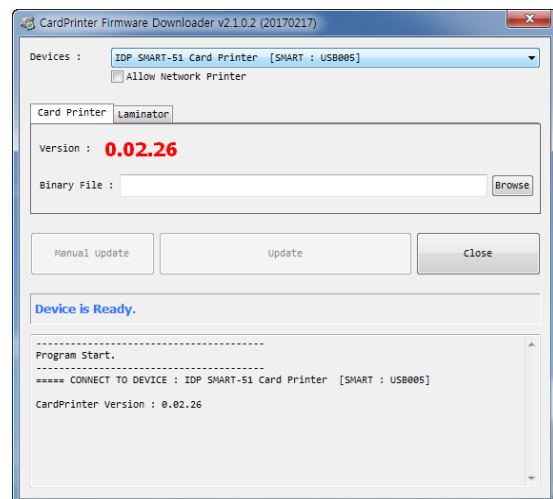 CardPrinter Firmware Downloader v2.1.0.2 (20170217)
Devices : IDP SMART-51 Card Printer [SMART : USB005]
Allow Network Printer
Card Printer Laminator
Version : 0.02.26
Binary File : Browse
Manual Update Update Close
Device is Ready.
---------------------------------------
Program Start.
---------------------------------------
===== CONNECT TO DEVICE : IDP SMART-51 Card Printer [SMART : USB005]
CardPrinter Version : 0.02.26